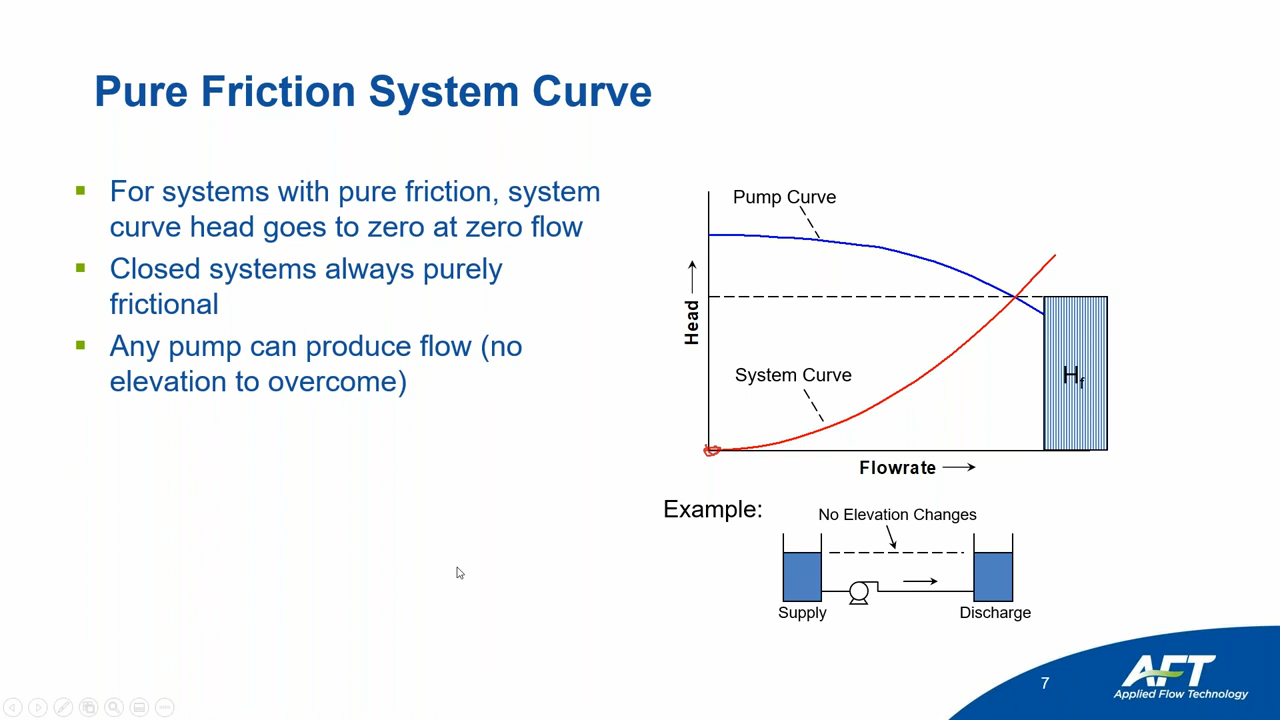 Pure Friction System Curve
For systems with pure friction, system
curve head goes to zero at zero flow
Closed systems always purely
frictional
Any pump can produce flow (no
elevation to overcome)
Pump Curve
Head
System Curve
Hf
Flowrate
Example:
No Elevation Changes
Supply
Discharge
7
AFT
Applied Flow Technology